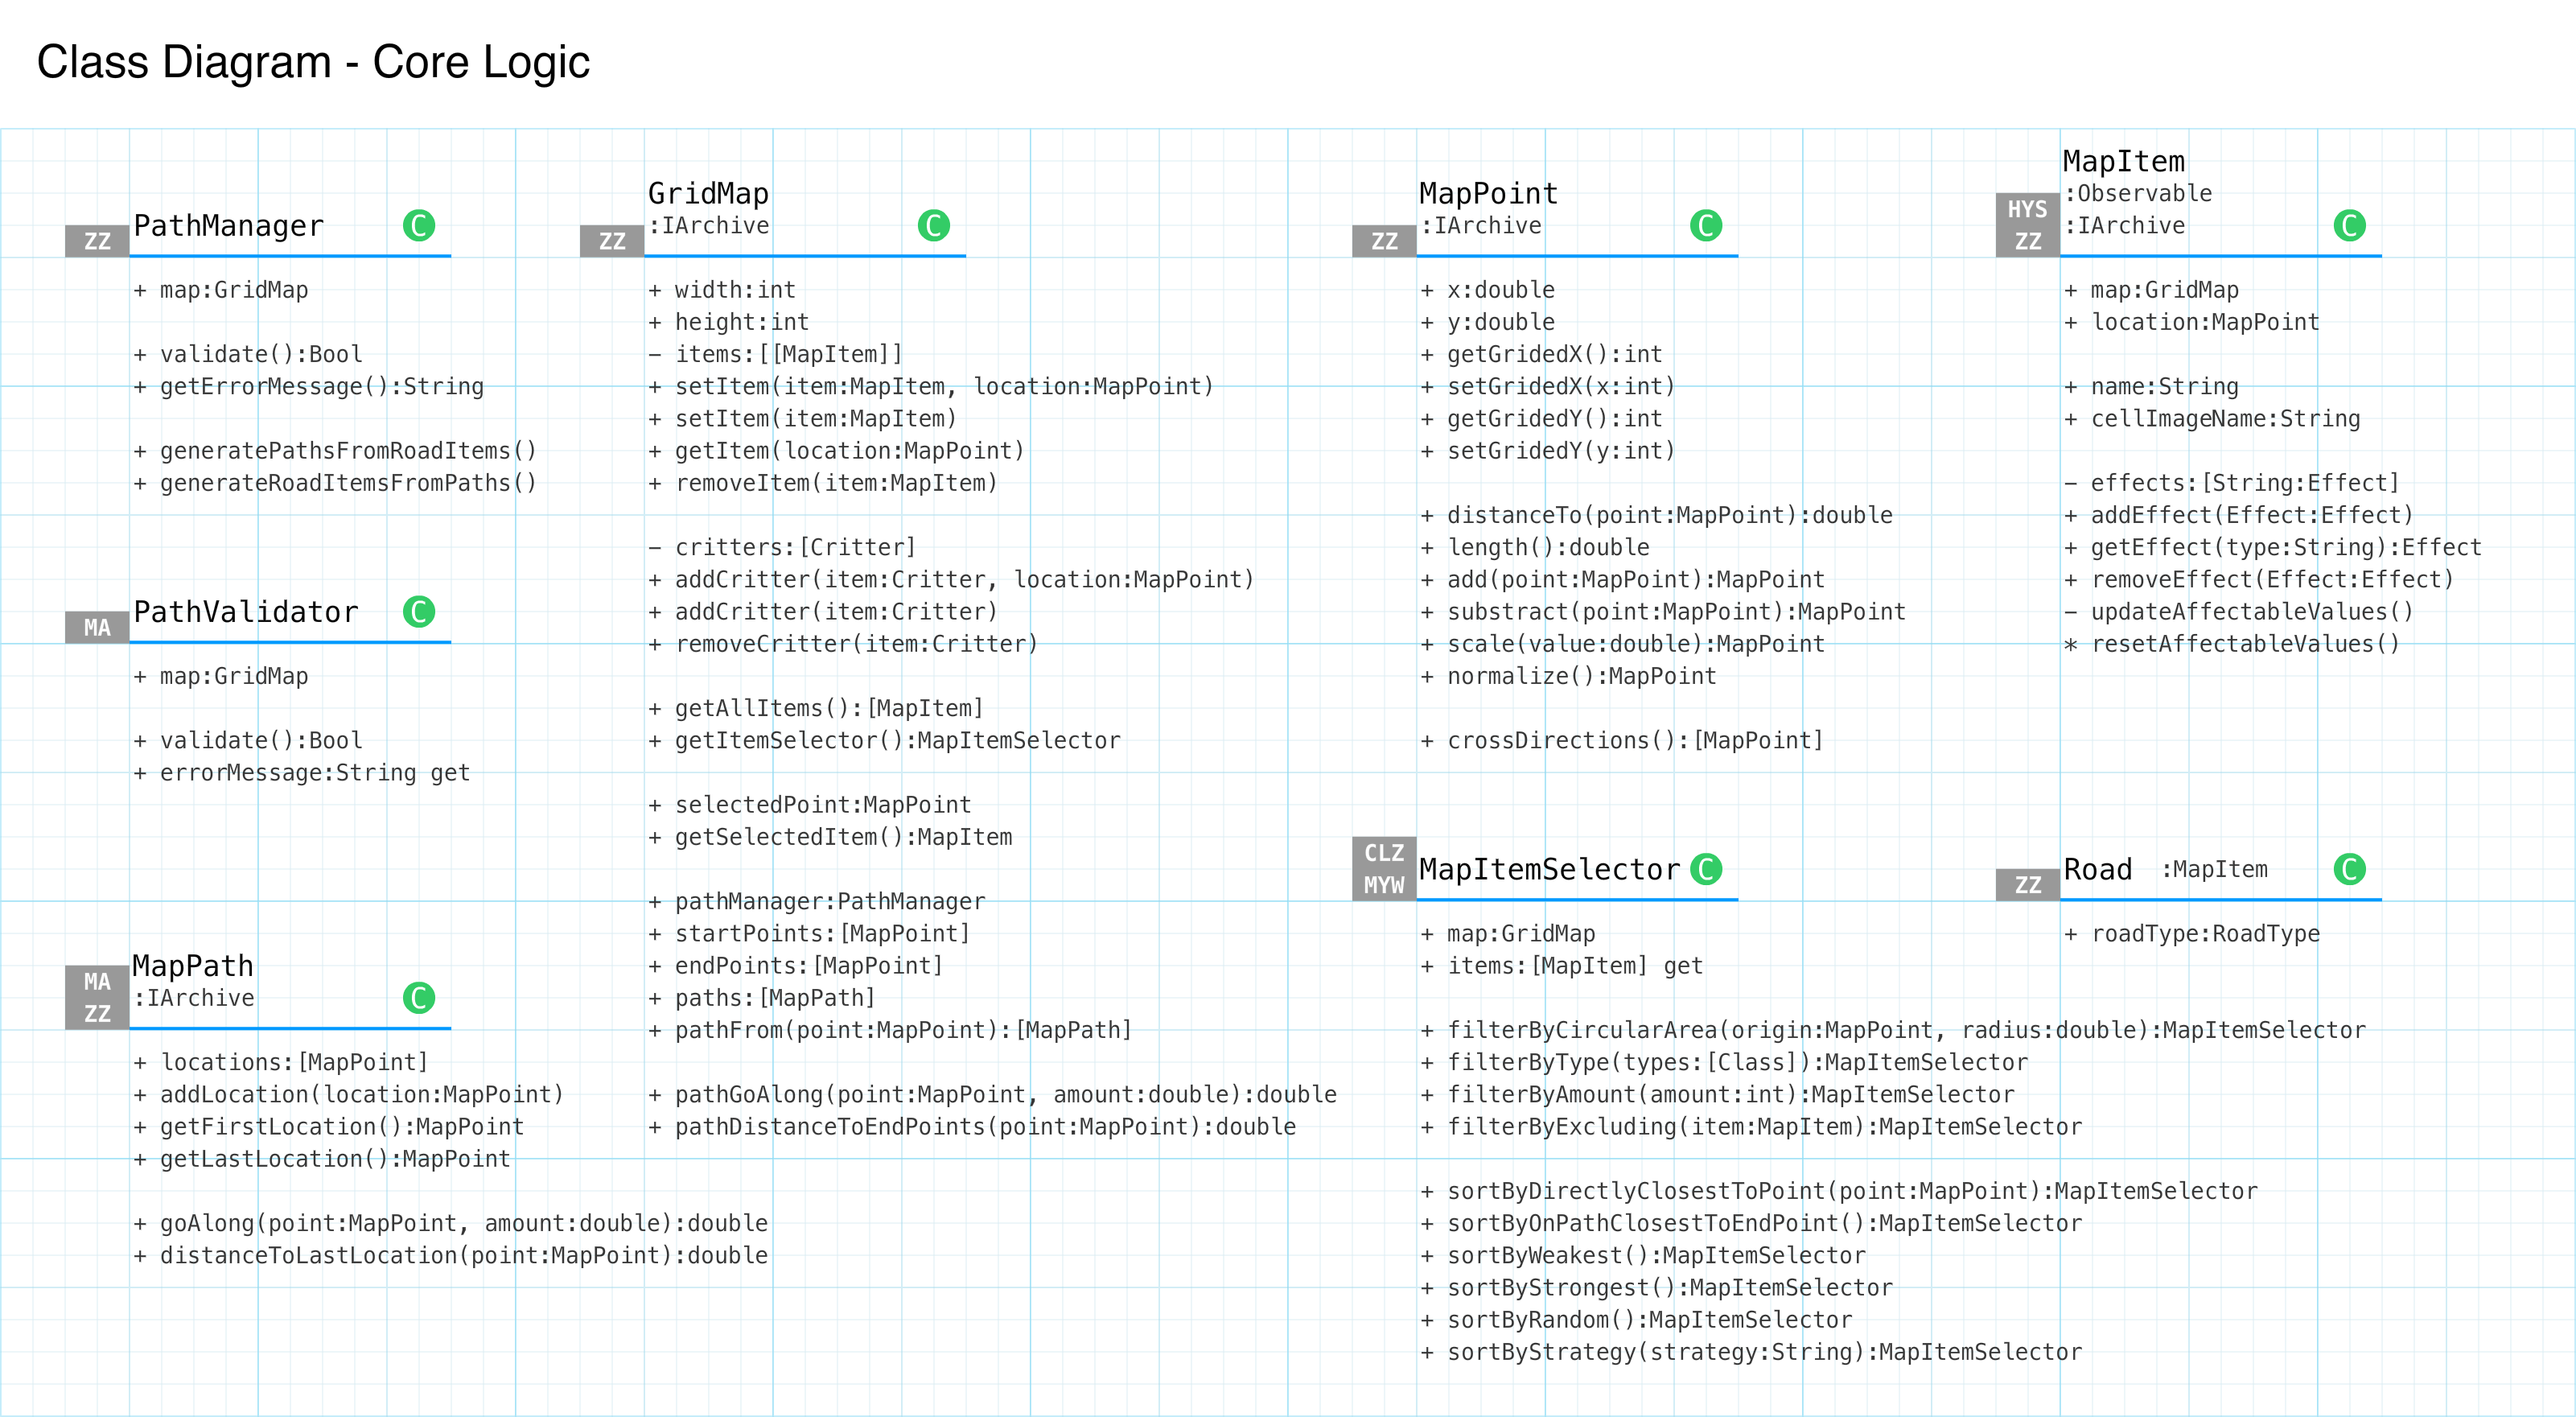 Class Diagram - Core Logic
ZZ
PathManager
C
+ map:GridMap
+ validate():Bool
+ getErrorMessage():String
+ generatePathsFromRoadItems()
+ generateRoadItemsFromPaths()
MA
PathValidator
C
+ map:GridMap
+ validate():Bool
+ errorMessage:String get
MA
ZZ
MapPath
:IArchive
C
+ locations:[MapPoint]
+ addLocation(location:MapPoint)
+ getFirstLocation():MapPoint
+ getLastLocation():MapPoint
+ goAlong(point:MapPoint, amount:double):double
+ distanceToLastLocation(point:MapPoint):double
ZZ
GridMap
:IArchive
C
+ width:int
+ height:int
− items:[[MapItem]]
+ setItem(item:MapItem, location:MapPoint)
+ setItem(item:MapItem)
+ getItem(location:MapPoint)
+ removeItem(item:MapItem)
− critters:[Critter]
+ addCritter(item:Critter, location:MapPoint)
+ addCritter(item:Critter)
+ removeCritter(item:Critter)
+ getAllItems():[MapItem]
+ getItemSelector():MapItemSelector
+ selectedPoint:MapPoint
+ getSelectedItem():MapItem
+ pathManager:PathManager
+ startPoints:[MapPoint]
+ endPoints:[MapPoint]
+ paths:[MapPath]
+ pathFrom(point:MapPoint):[MapPath]
+ pathGoAlong(point:MapPoint, amount:double):double
+ pathDistanceToEndPoints(point:MapPoint):double
ZZ
MapPoint
:IArchive
C
+ x:double
+ y:double
+ getGridedX():int
+ setGridedX(x:int)
+ getGridedY():int
+ setGridedY(y:int)
+ distanceTo(point:MapPoint):double
+ length():double
+ add(point:MapPoint):MapPoint
+ substract(point:MapPoint):MapPoint
+ scale(value:double):MapPoint
+ normalize():MapPoint
+ crossDirections():[MapPoint]
CLZ
MYW
MapItemSelector
C
+ map:GridMap
+ items:[MapItem] get
+ filterByCircularArea(origin:MapPoint, radius:double):MapItemSelector
+ filterByType(types:[Class]):MapItemSelector
+ filterByAmount(amount:int):MapItemSelector
+ filterByExcluding(item:MapItem):MapItemSelector
+ sortByDirectlyClosestToPoint(point:MapPoint):MapItemSelector
+ sortByOnPathClosestToEndPoint():MapItemSelector
+ sortByWeakest():MapItemSelector
+ sortByStrongest():MapItemSelector
+ sortByRandom():MapItemSelector
+ sortByStrategy(strategy:String):MapItemSelector
HYS
ZZ
MapItem
:Observable
:IArchive
C
+ map:GridMap
+ location:MapPoint
+ name:String
+ cellImageName:String
− effects:[String:Effect]
+ addEffect(Effect:Effect)
+ getEffect(type:String):Effect
+ removeEffect(Effect:Effect)
− updateAffectableValues()
* resetAffectableValues()
ZZ
Road :MapItem
C
+ roadType:RoadType